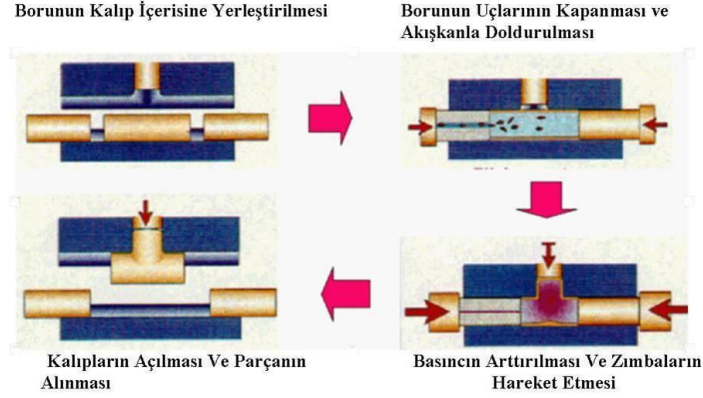 Borunun Kalıp İçerisine Yerleştirilmesi
Borunun Uçlarının Kapanması ve
Akışkanla Doldurulması
Kalıpların Açılması Ve Parçanın
Alınması
Basıncın Arttırılması Ve Zımbaların
Hareket Etmesi